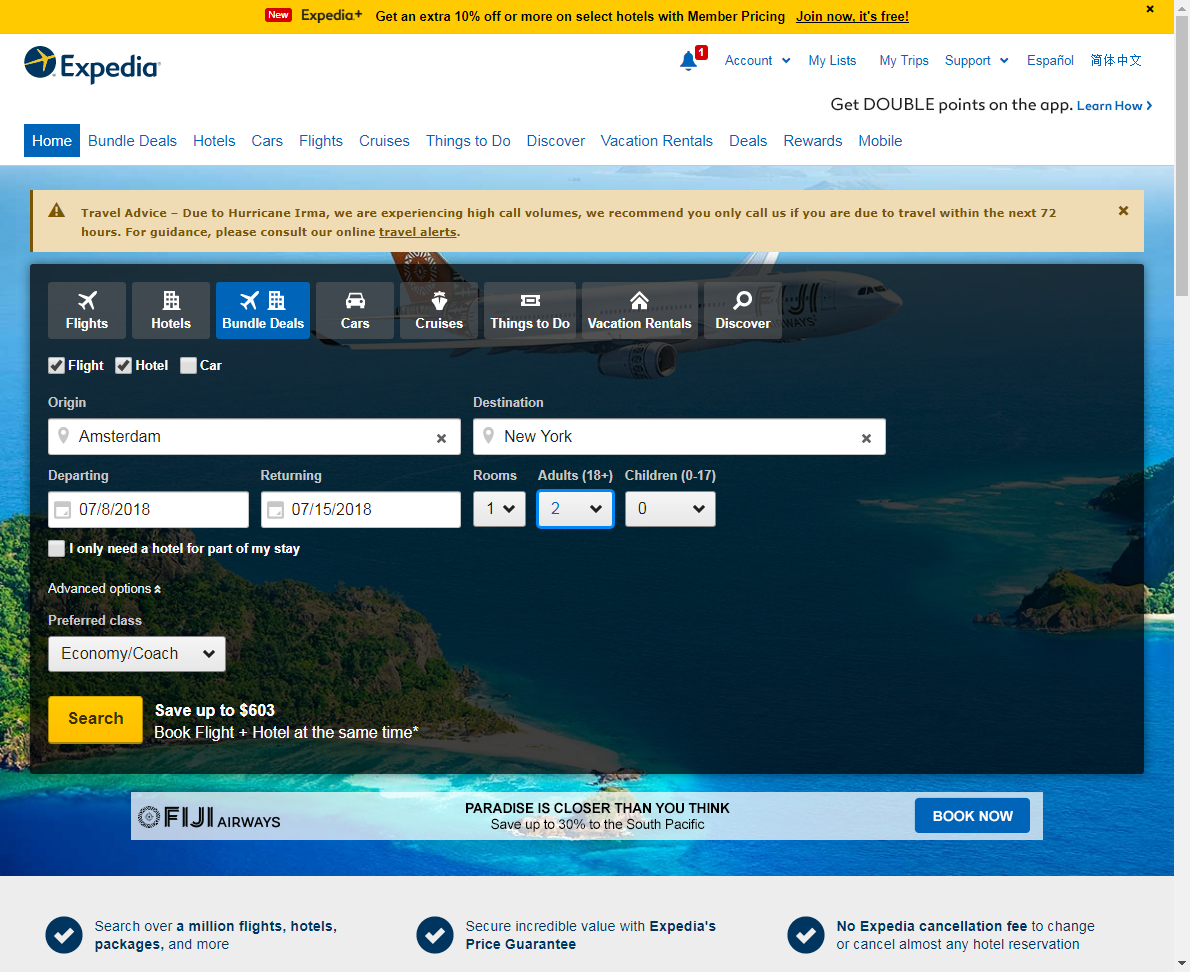 New Expedia+ Get an extra 10% off or more on select hotels with Member Pricing Join now, it's free!
Expedia
1 Account My Lists My Trips Support Español 简体中文
Get DOUBLE points on the app. Learn How
Home Bundle Deals Hotels Cars Flights Cruises Things to Do Discover Vacation Rentals Deals Rewards Mobile
Travel Advice – Due to Hurricane Irma, we are experiencing high call volumes, we recommend you only call us if you are due to travel within the next 72
hours. For guidance, please consult our online travel alerts.
Flights Hotels Bundle Deals Cars Cruises Things to Do Vacation Rentals Discover
Flight Hotel Car
Origin Destination
Amsterdam New York
Departing Returning Rooms Adults (18+) Children (0-17)
07/8/2018 07/15/2018 1 2 0
I only need a hotel for part of my stay
Advanced options
Preferred class
Economy/Coach
Search
Save up to $603
Book Flight + Hotel at the same time*
FIJI AIRWAYS
PARADISE IS CLOSER THAN YOU THINK
Save up to 30% to the South Pacific
BOOK NOW
Search over a million flights, hotels,
packages, and more
Secure incredible value with Expedia's
Price Guarantee
No Expedia cancellation fee to change
or cancel almost any hotel reservation